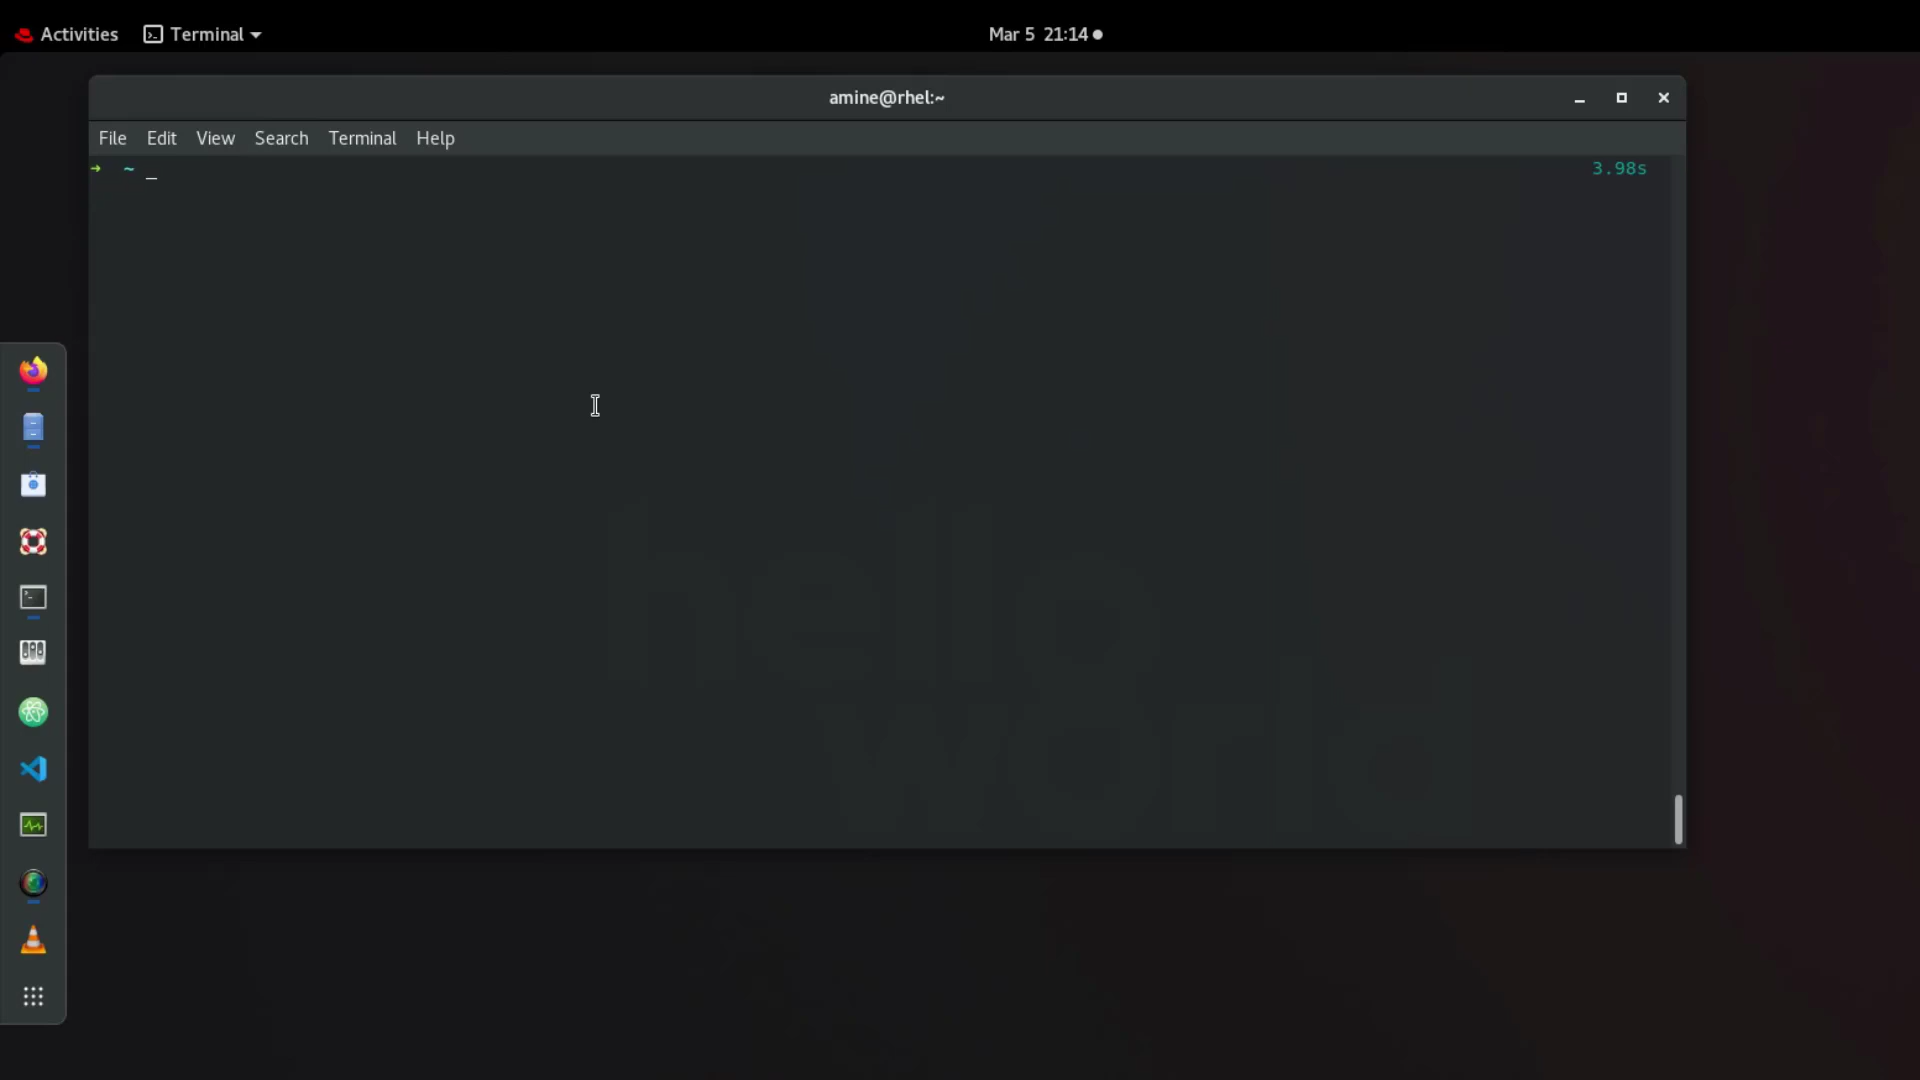 Activities Terminal Mar 5 21:14
amine@rhel:~
File Edit View Search Terminal Help
➜ ~ _ 3.98s
hello
world